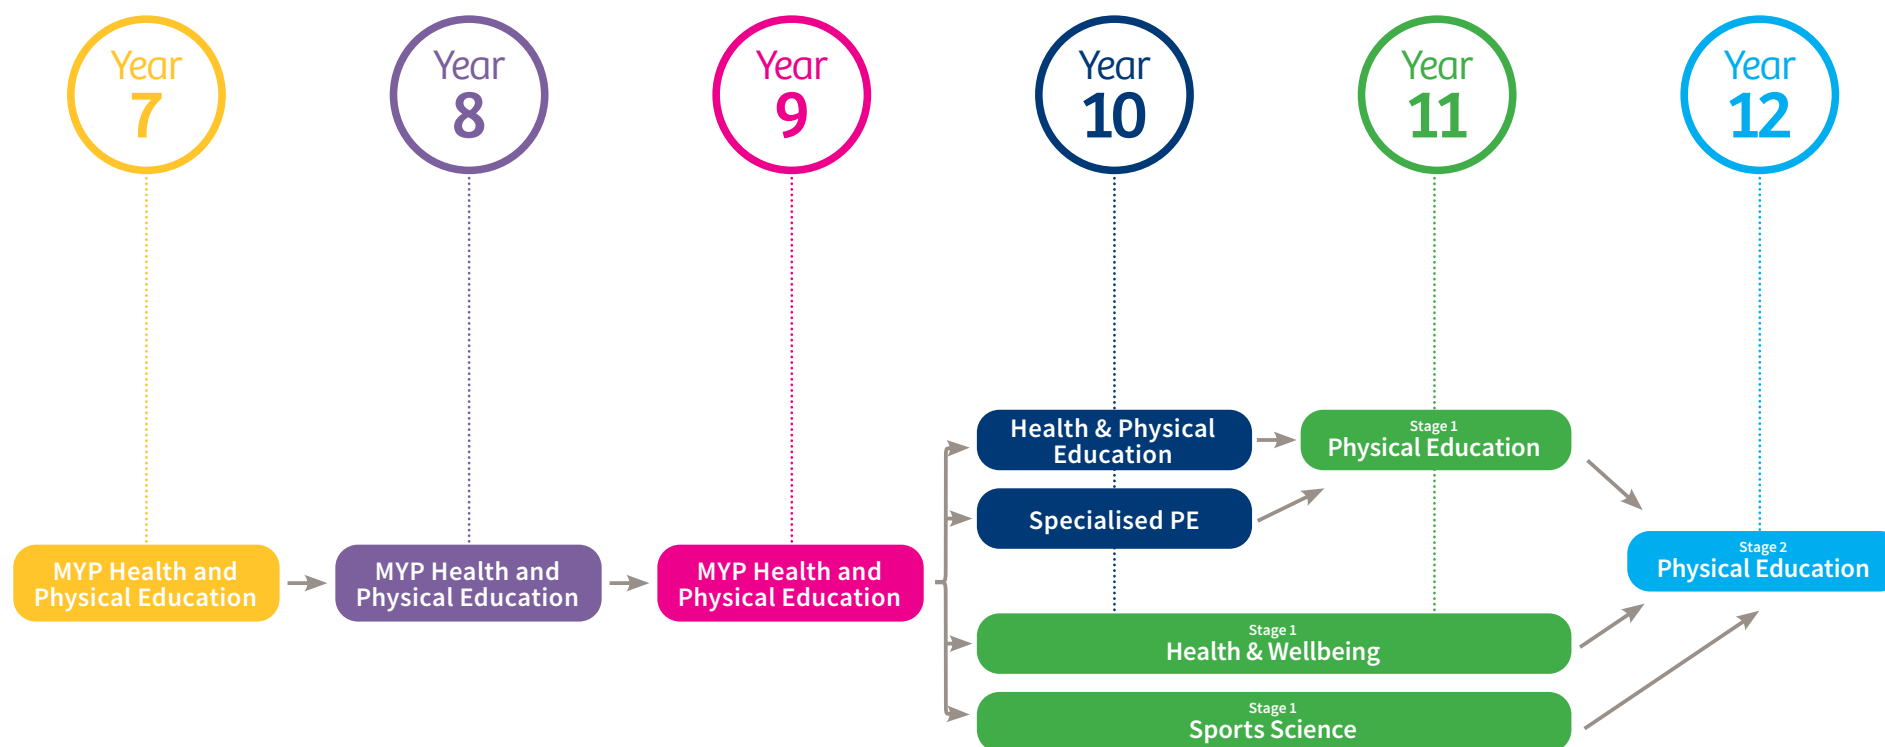 Year
7
Year
8
Year
9
Year
10
Year
11
Year
12
Health & Physical
Education
Stage 1
Physical Education
Specialised PE
MYP Health and
Physical Education
MYP Health and
Physical Education
MYP Health and
Physical Education
Stage 2
Physical Education
Stage 1
Health & Wellbeing
Stage 1
Sports Science